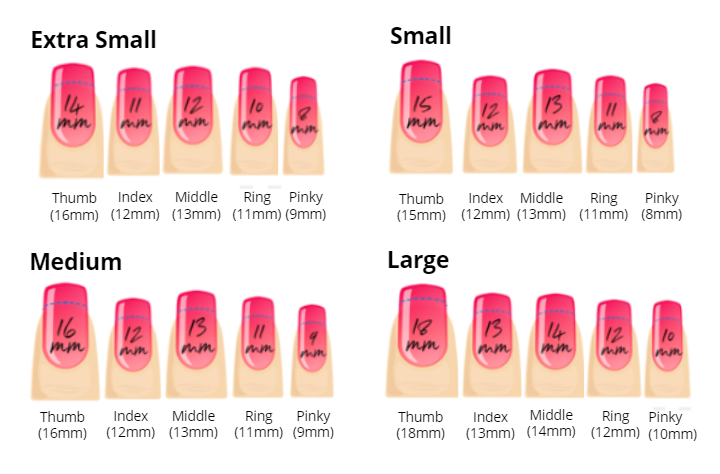 Extra Small
14 mm
11 mm
12 mm
10 mm
8 mm
Thumb (16mm)
Index (12mm)
Middle (13mm)
Ring (11mm)
Pinky (9mm)
Small
15 mm
12 mm
13 mm
11 mm
8 mm
Thumb (15mm)
Index (12mm)
Middle (13mm)
Ring (11mm)
Pinky (8mm)
Medium
16 mm
12 mm
13 mm
11 mm
9 mm
Thumb (16mm)
Index (12mm)
Middle (13mm)
Ring (11mm)
Pinky (9mm)
Large
18 mm
13 mm
14 mm
12 mm
10 mm
Thumb (18mm)
Index (13mm)
Middle (14mm)
Ring (12mm)
Pinky (10mm)